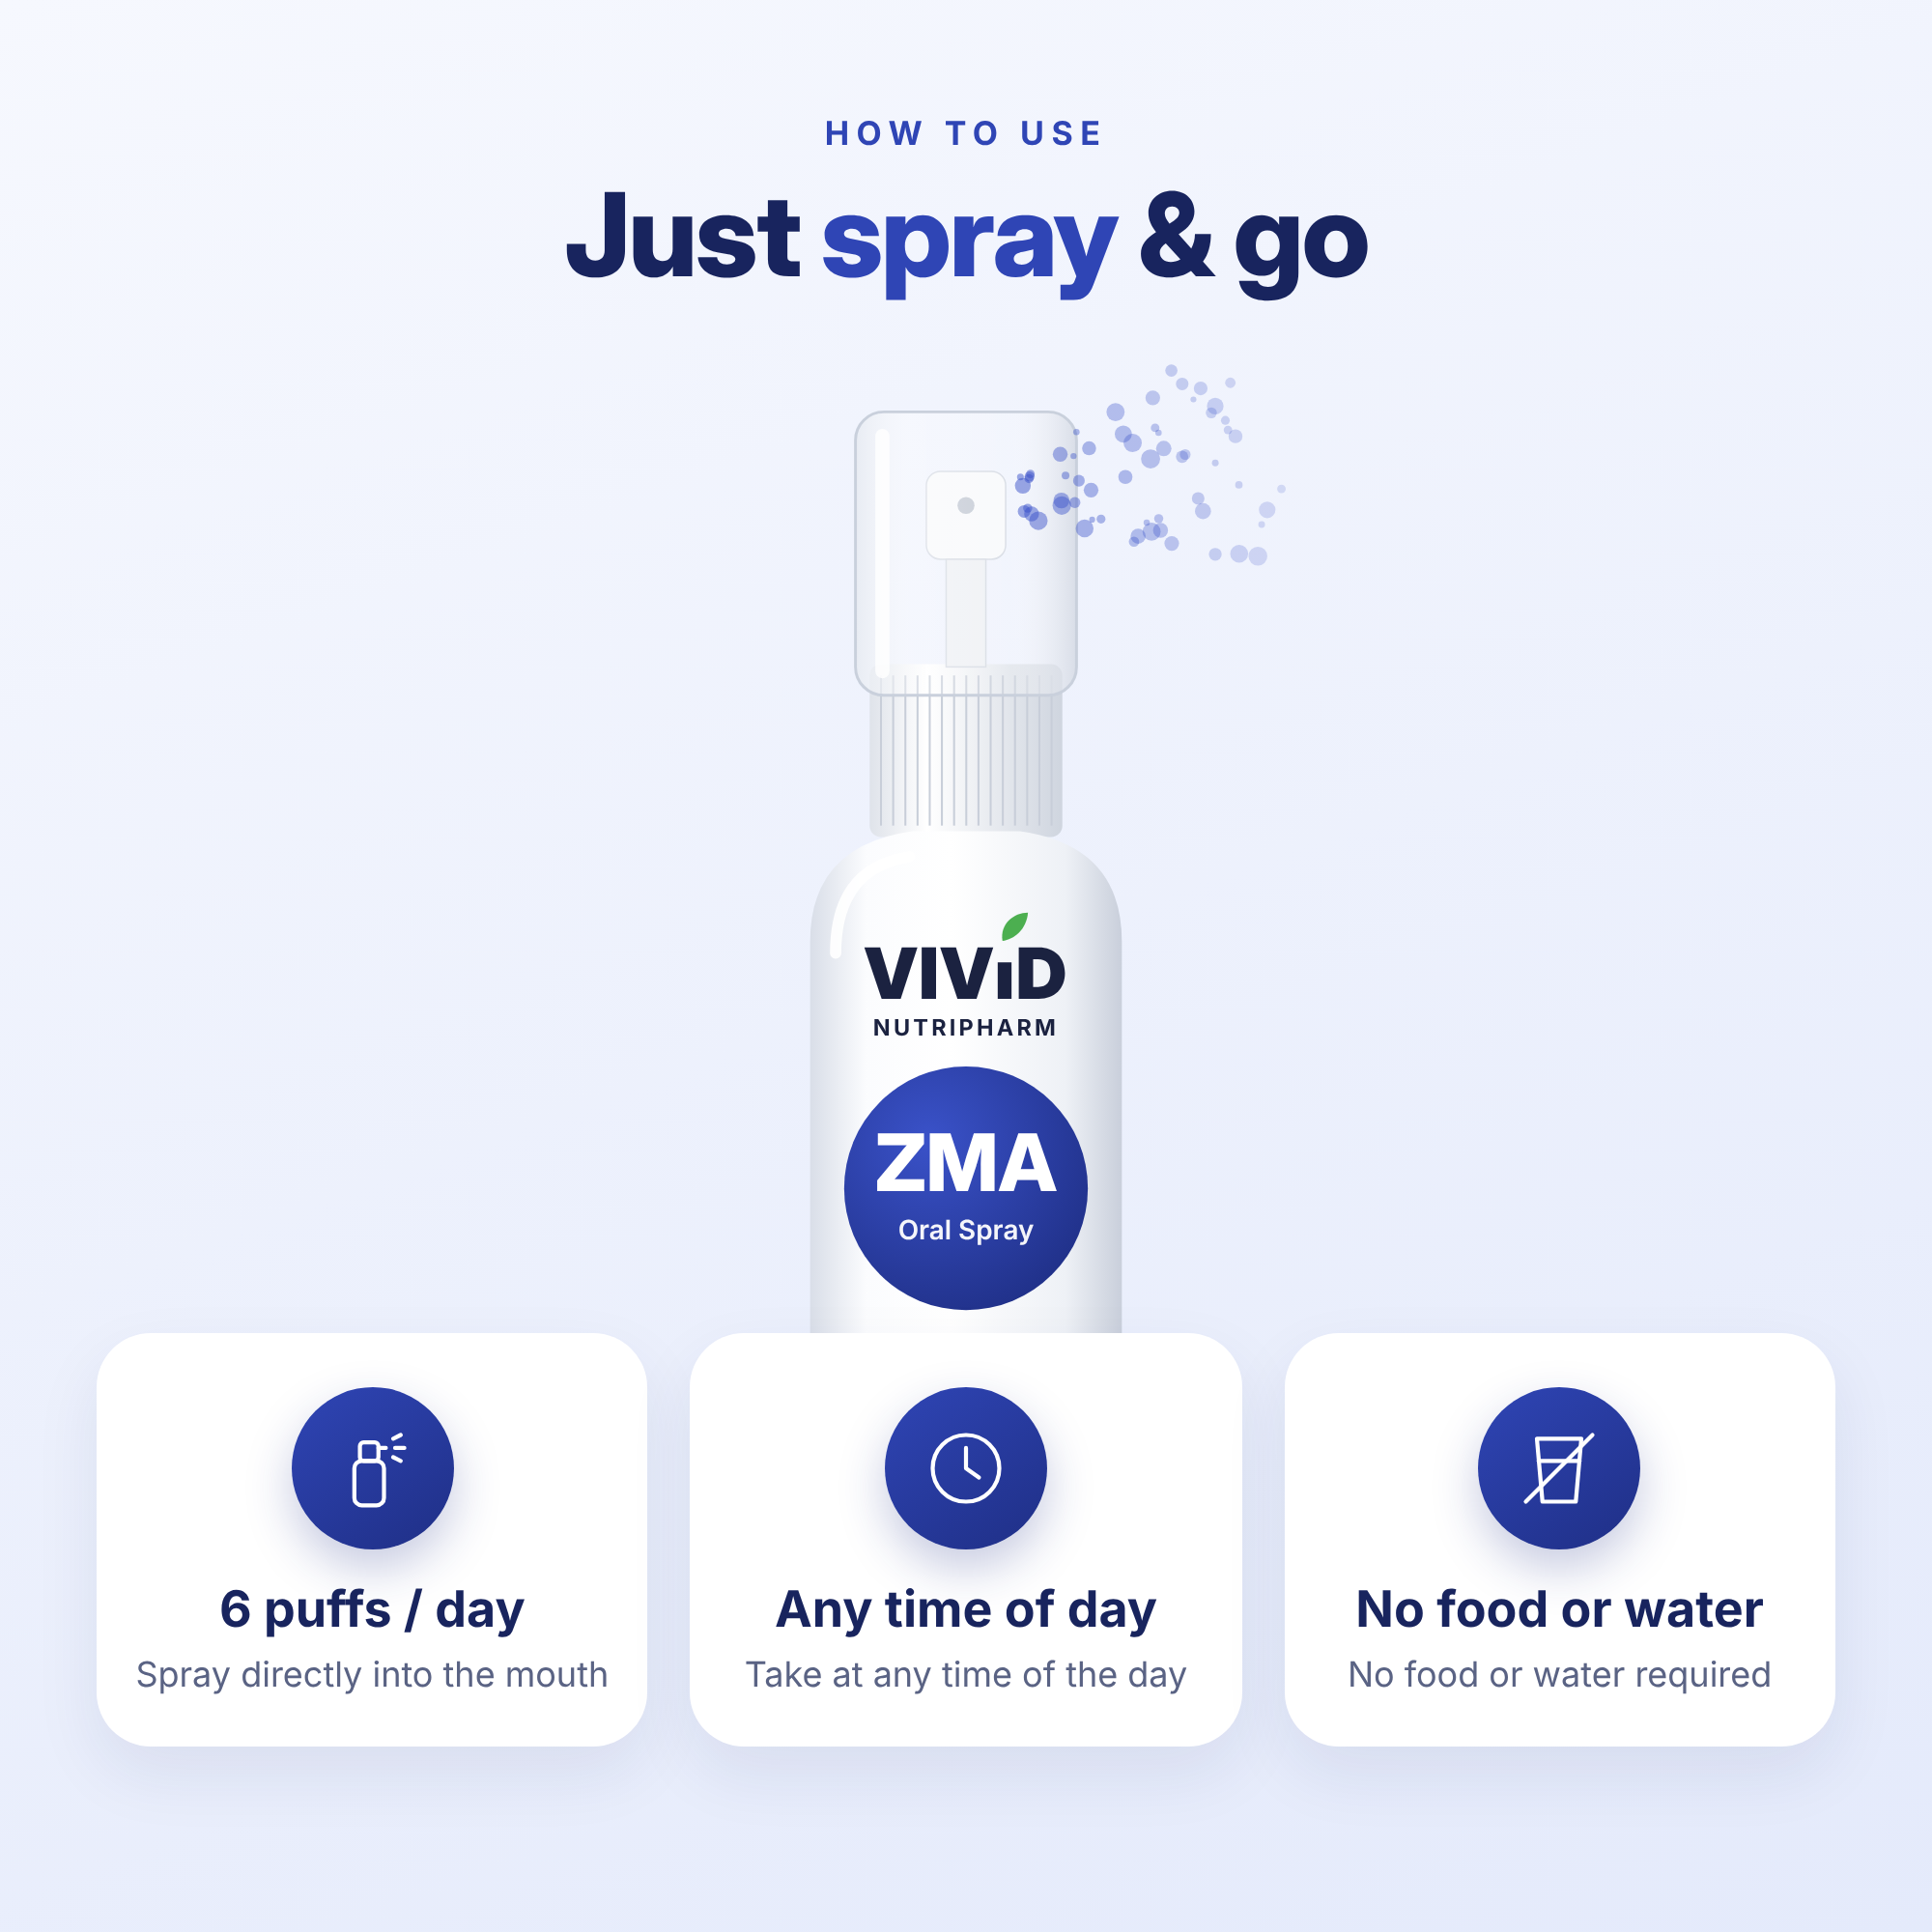 HOW TO USE
Just spray & go
VIViD
NUTRIPHARM
ZMA
Oral Spray
6 puffs / day
Spray directly into the mouth
Any time of day
Take at any time of the day
No food or water
No food or water required